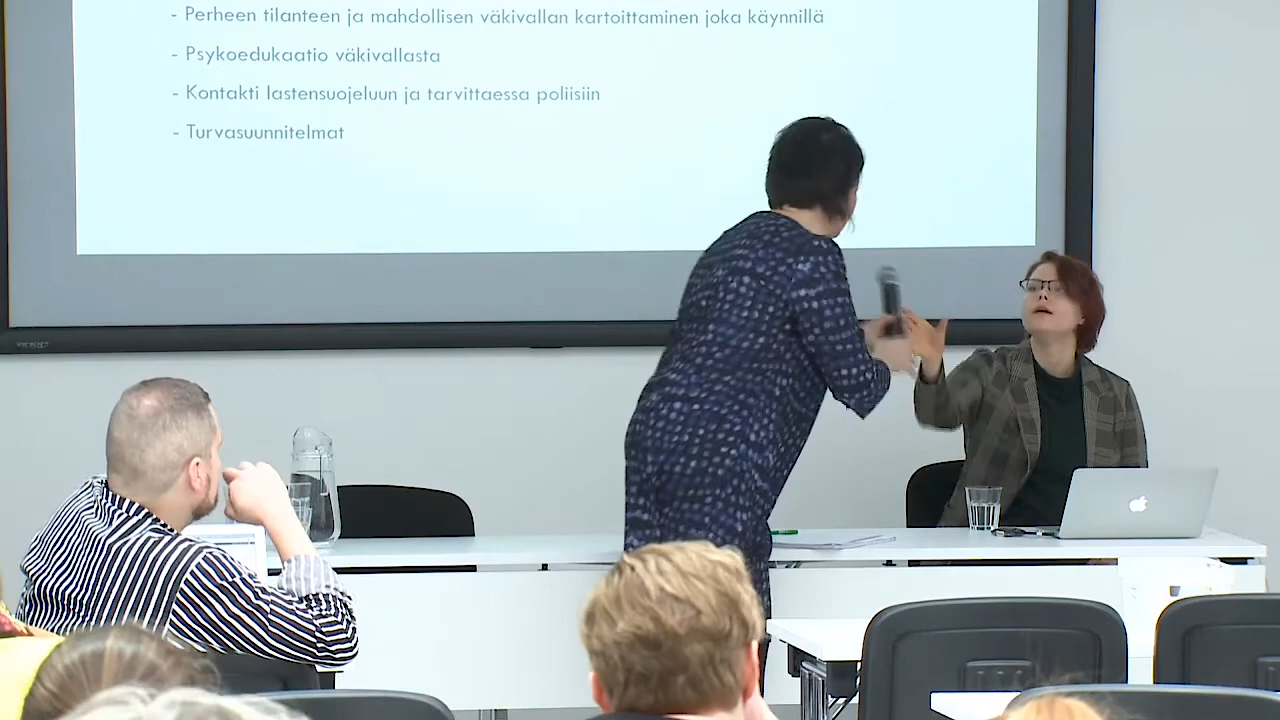 - Perheen tilanteen ja mahdollisen väkivallan kartoittaminen joka käynnillä
- Psykoedukaatio väkivallasta
- Kontakti lastensuojeluun ja tarvittaessa poliisiin
- Turvasuunnitelmat